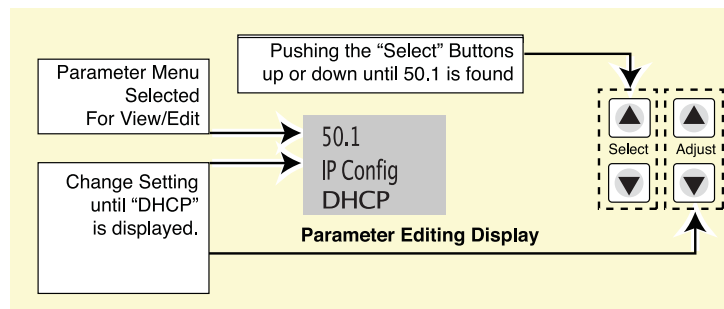 Pushing the “Select” Buttons
up or down until 50.1 is found
Parameter Menu
Selected
For View/Edit
50.1
IP Config
DHCP
Select
Adjust
Change Setting
until “DHCP”
is displayed.
Parameter Editing Display